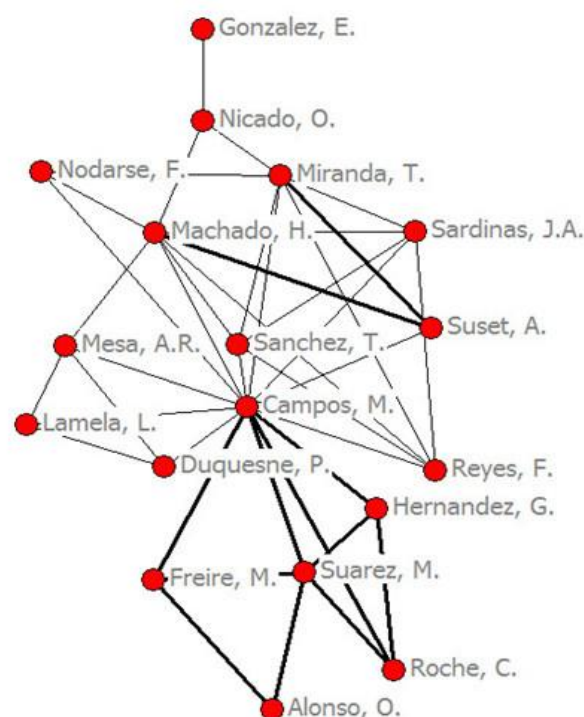 Gonzalez, E.
Nicado, O.
Nodarse, F.
Miranda, T.
Machado, H.
Sardinas, J.A.
Suset, A.
Mesa, A.R.
Sanchez, T.
Campos, M.
Lamela, L.
Duquesne, P.
Reyes, F.
Hernandez, G.
Freire, M.
Suarez, M.
Roche, C.
Alonso, O.